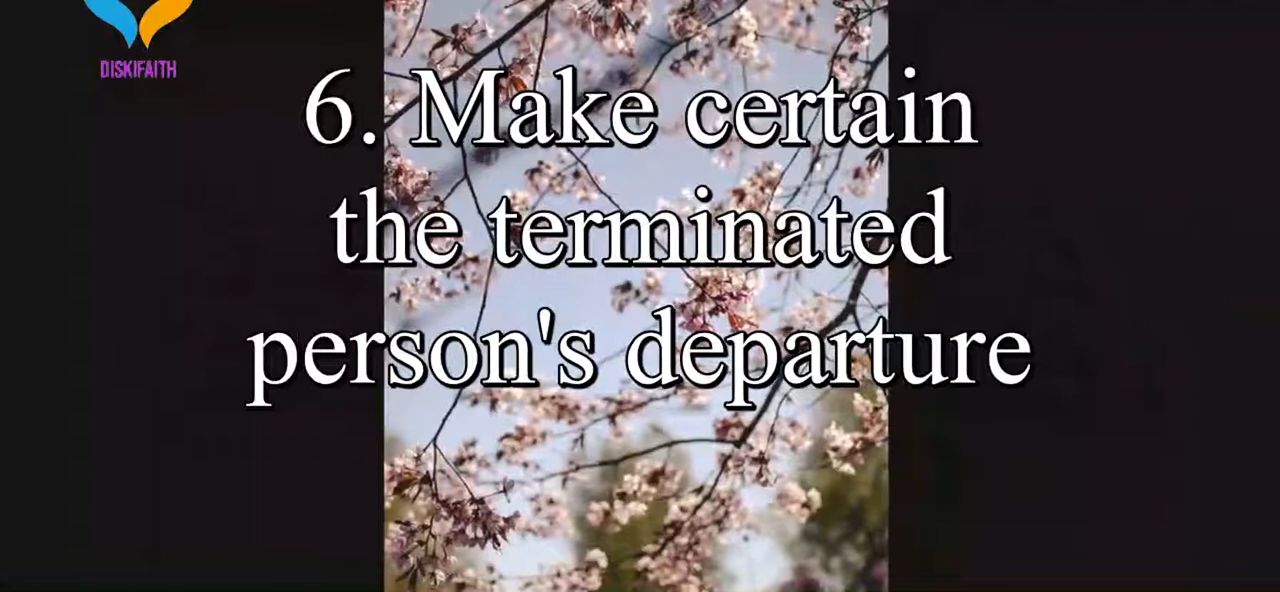 DISKIFAITH
6. Make certain
the terminated
person's departure